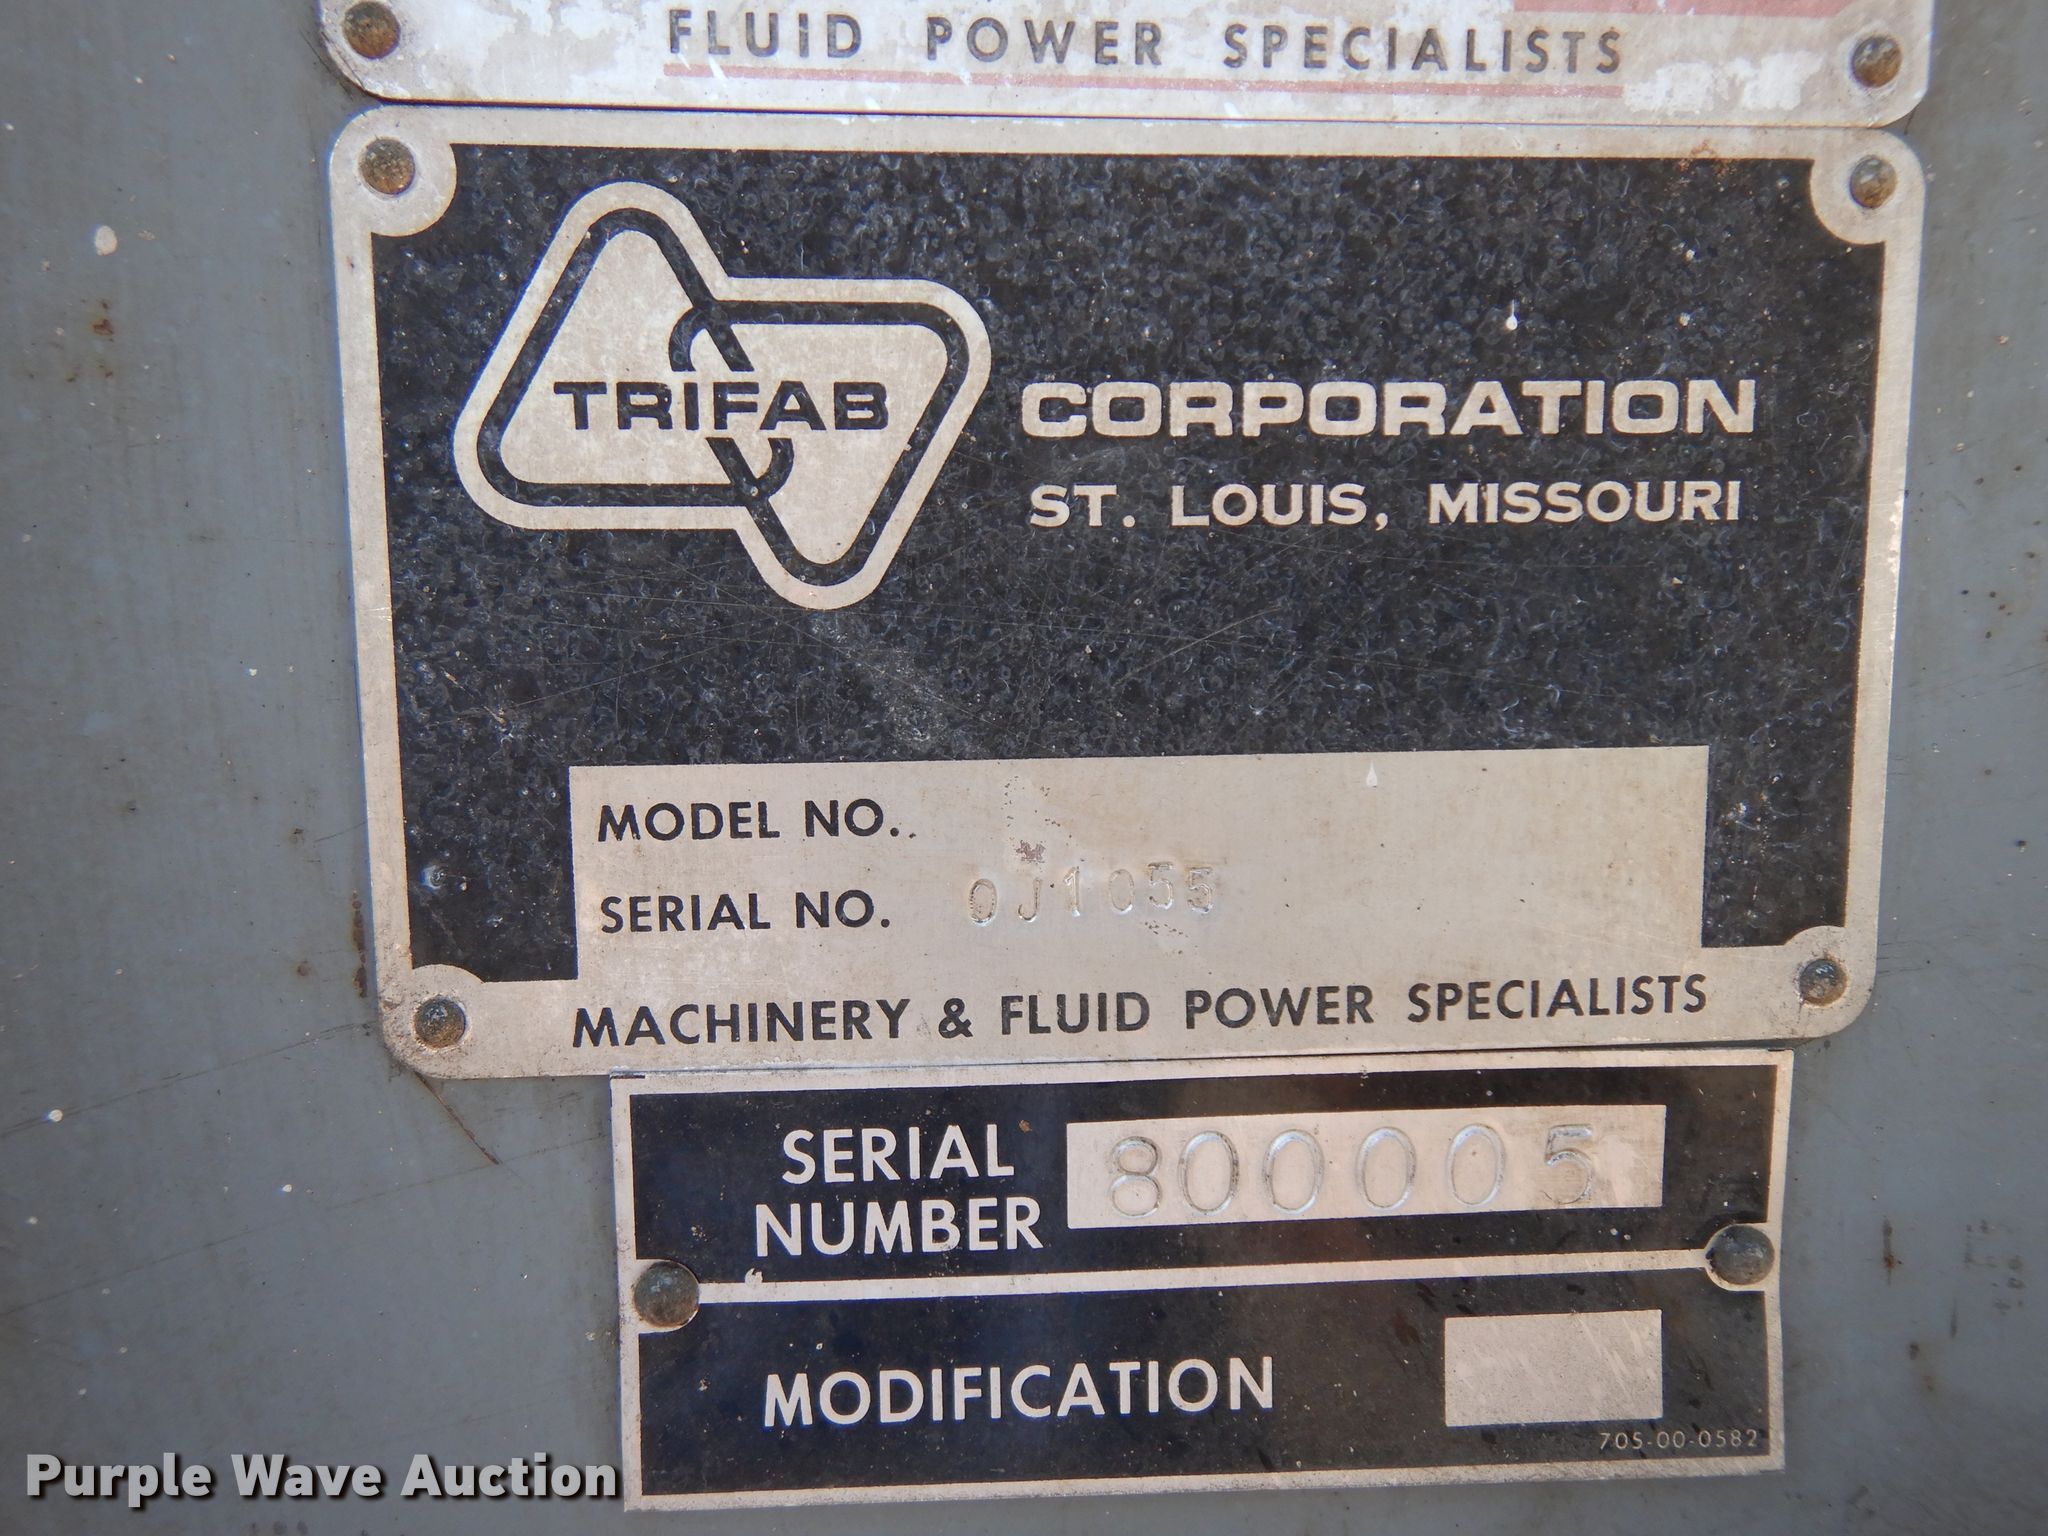 FLUID POWER SPECIALISTS
TRIFAB CORPORATION
ST. LOUIS, MISSOURI
MODEL NO.
SERIAL NO. 0J1055
MACHINERY & FLUID POWER SPECIALISTS
SERIAL NUMBER 800005
MODIFICATION
705-00-0582
Purple Wave Auction